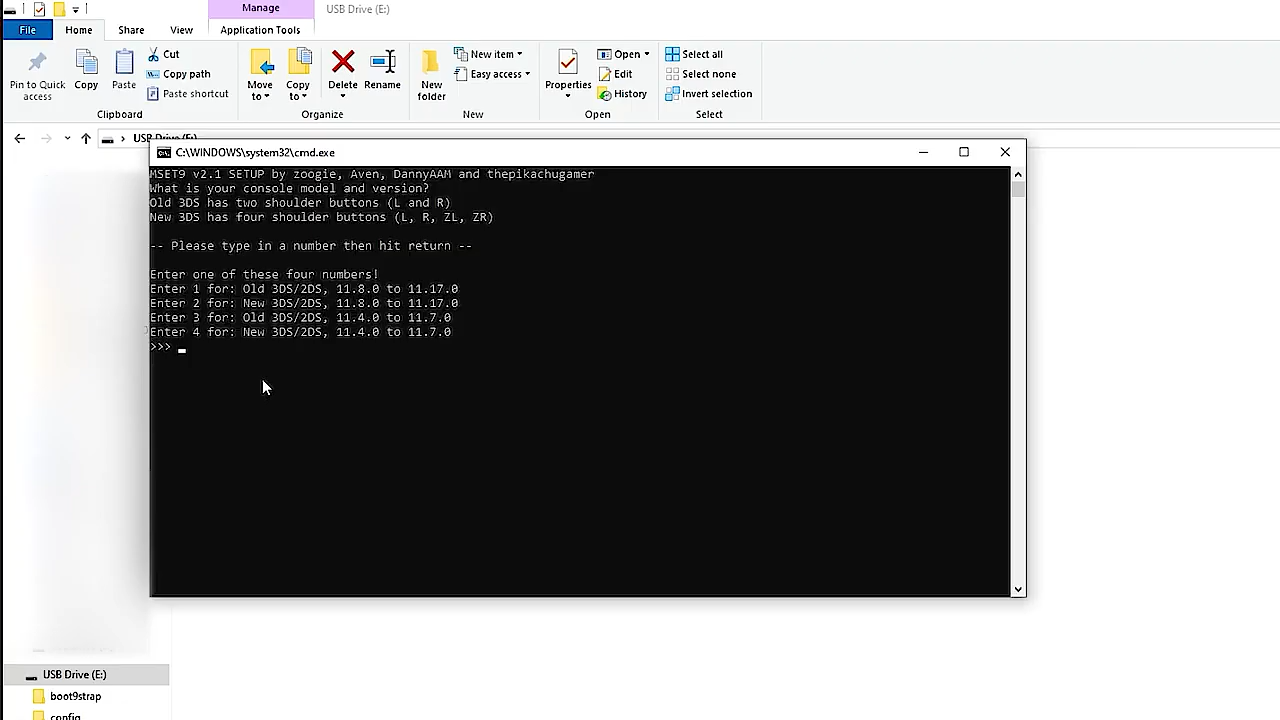 Manage
USB Drive (E:)
File
Home
Share
View
Application Tools
Pin to Quick
access
Copy
Paste
Cut
Copy path
Paste shortcut
Clipboard
Move
to
Copy
to
Delete
Rename
Organize
New
folder
New item
Easy access
New
Properties
Open
Edit
History
Open
Select all
Select none
Invert selection
Select
USB Drive (E:)
C:\WINDOWS\system32\cmd.exe
MSET9 v2.1 SETUP by zoogie, Aven, DannyAAM and thepikachugamer
What is your console model and version?
Old 3DS has two shoulder buttons (L and R)
New 3DS has four shoulder buttons (L, R, ZL, ZR)
-- Please type in a number then hit return --
Enter one of these four numbers!
Enter 1 for: Old 3DS/2DS, 11.8.0 to 11.17.0
Enter 2 for: New 3DS/2DS, 11.8.0 to 11.17.0
Enter 3 for: Old 3DS/2DS, 11.4.0 to 11.7.0
Enter 4 for: New 3DS/2DS, 11.4.0 to 11.7.0
>>>
USB Drive (E:)
boot9strap
config